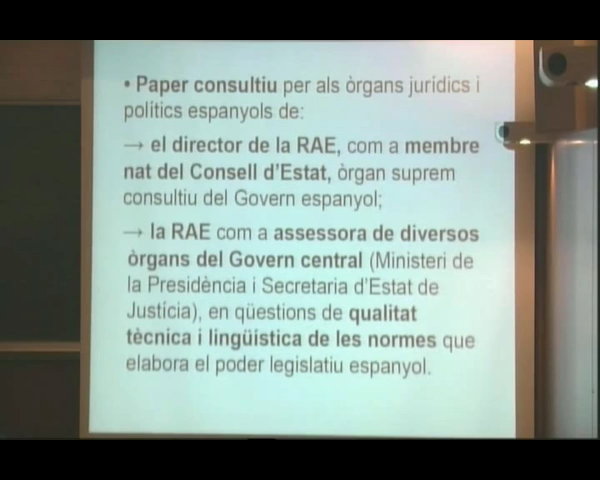 • Paper consultiu per als òrgans jurídics i
polítics espanyols de:
→ el director de la RAE, com a membre
nat del Consell d'Estat, òrgan suprem
consultiu del Govern espanyol;
→ la RAE com a assessora de diversos
òrgans del Govern central (Ministeri de
la Presidència i Secretaria d'Estat de
Justícia), en qüestions de qualitat
tècnica i lingüística de les normes que
elabora el poder legislatiu espanyol.